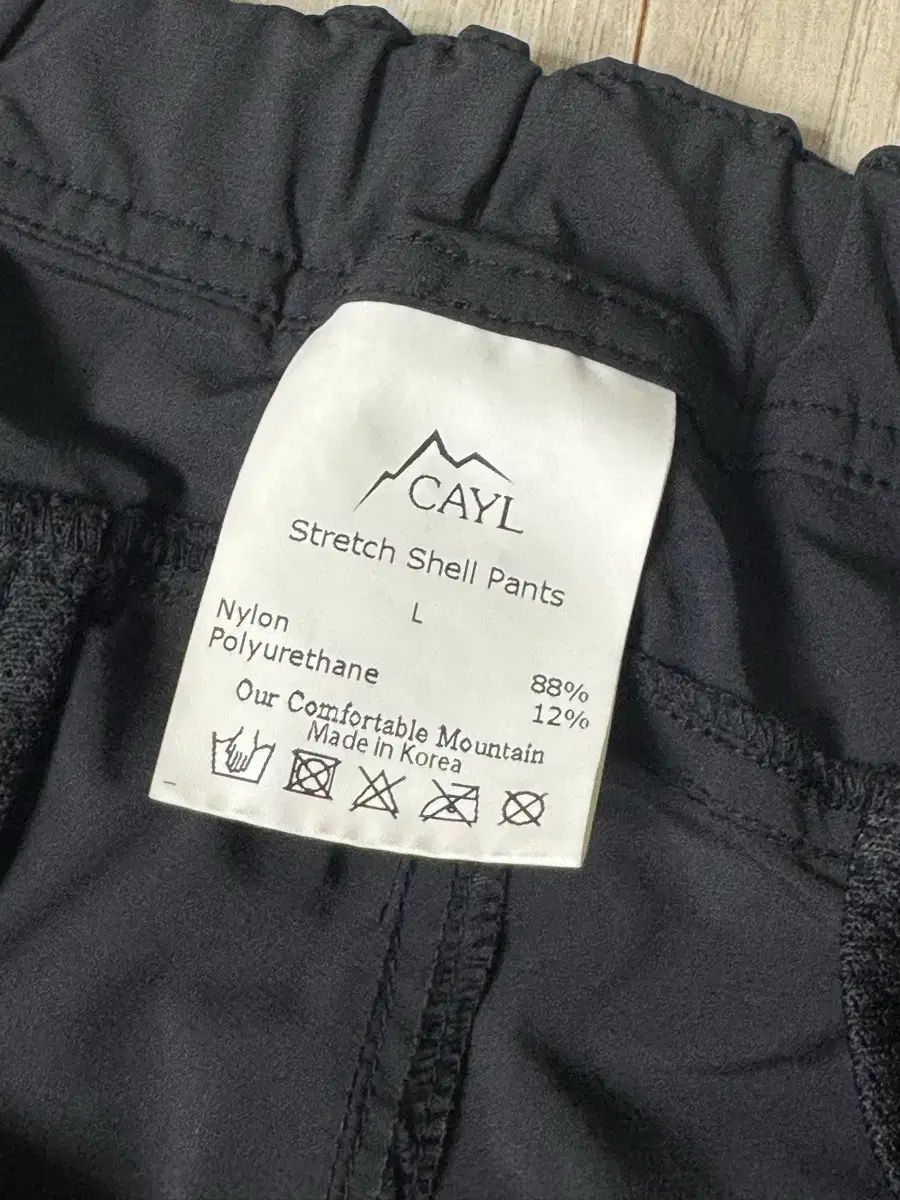 CAYL
Stretch Shell Pants
L
Nylon 88%
Polyurethane 12%
Our Comfortable Mountain
Made in Korea